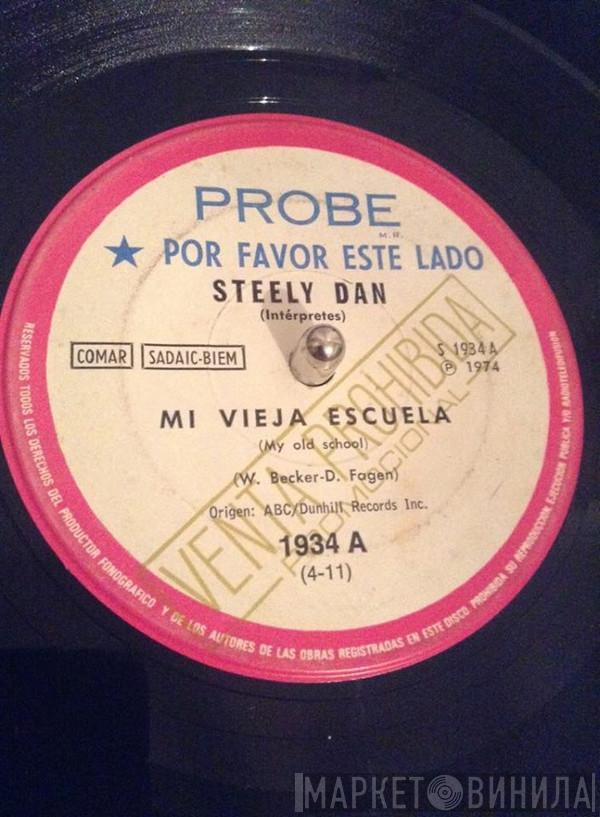 PROBE
M. R.
★ POR FAVOR ESTE LADO
STEELY DAN
(Intérpretes)
COMAR SADAIC-BIEM
S 1934 A
Ⓟ 1974
MI VIEJA ESCUELA
(My old school)
(W. Becker-D. Fagen)
Origen: ABC/Dunhill Records Inc.
1934 A
(4-11)
VENTA PROHIBIDA
PROMOCIONAL
RESERVADOS TODOS LOS DERECHOS DEL PRODUCTOR FONOGRAFICO Y DE LOS AUTORES DE LAS OBRAS REGISTRADAS EN ESTE DISCO. PROHIBIDA SU REPRODUCCION, EJECUCION PUBLICA Y/O RADIOTELEDIFUSION
МАРКЕТ ВИНИЛА